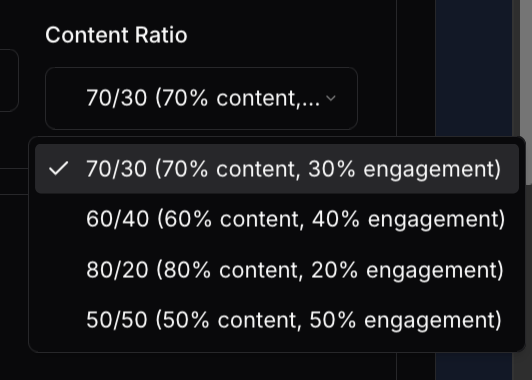 Content Ratio
70/30 (70% content,...
70/30 (70% content, 30% engagement)
60/40 (60% content, 40% engagement)
80/20 (80% content, 20% engagement)
50/50 (50% content, 50% engagement)